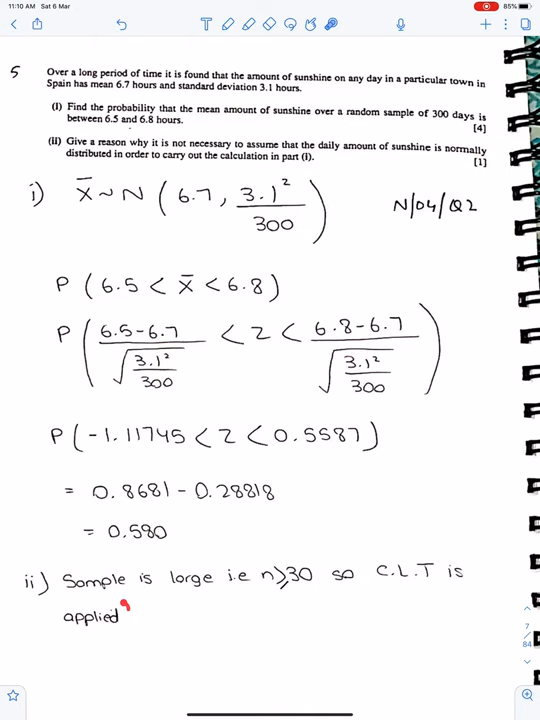 11:10 AM Sat 6 Mar
85%
5
Over a long period of time it is found that the amount of sunshine on any day in a particular town in
Spain has mean 6.7 hours and standard deviation 3.1 hours.
(i) Find the probability that the mean amount of sunshine over a random sample of 300 days is
between 6.5 and 6.8 hours.
[4]
(ii) Give a reason why it is not necessary to assume that the daily amount of sunshine is normally
distributed in order to carry out the calculation in part (i).
[1]
i) X̄ ~ N ( 6.7 , 3.1² / 300 )
N/04/Q2
P ( 6.5 < x̄ < 6.8 )
P ( (6.5 - 6.7) / √(3.1² / 300) < Z < (6.8 - 6.7) / √(3.1² / 300) )
P ( -1.11745 < Z < 0.5587 )
= 0.8681 - 0.28818
= 0.580
ii) Sample is large i.e n ⩾ 30 so C.L.T is
applied
7
/
84